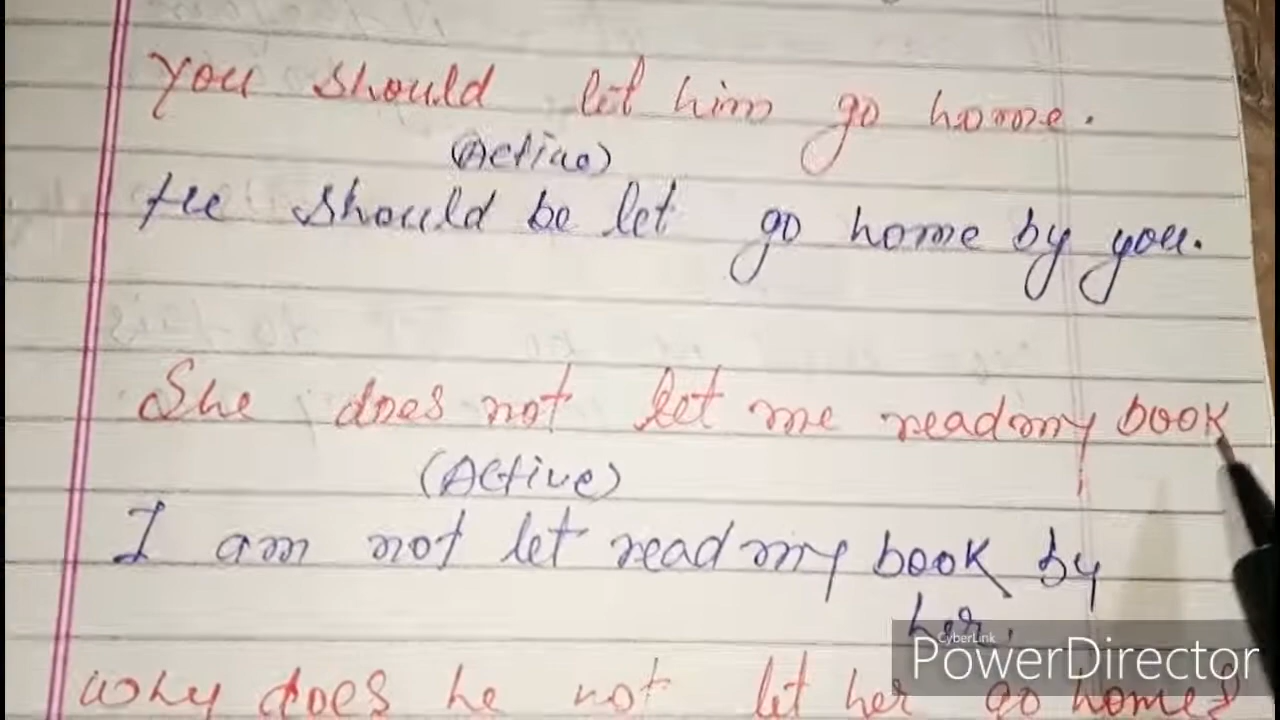 You should let him go home.
(Active)
He should be let go home by you.
She does not let me read my book
(Active)
I am not let read my book by
her.
CyberLink
PowerDirector
why does he not let her go home?